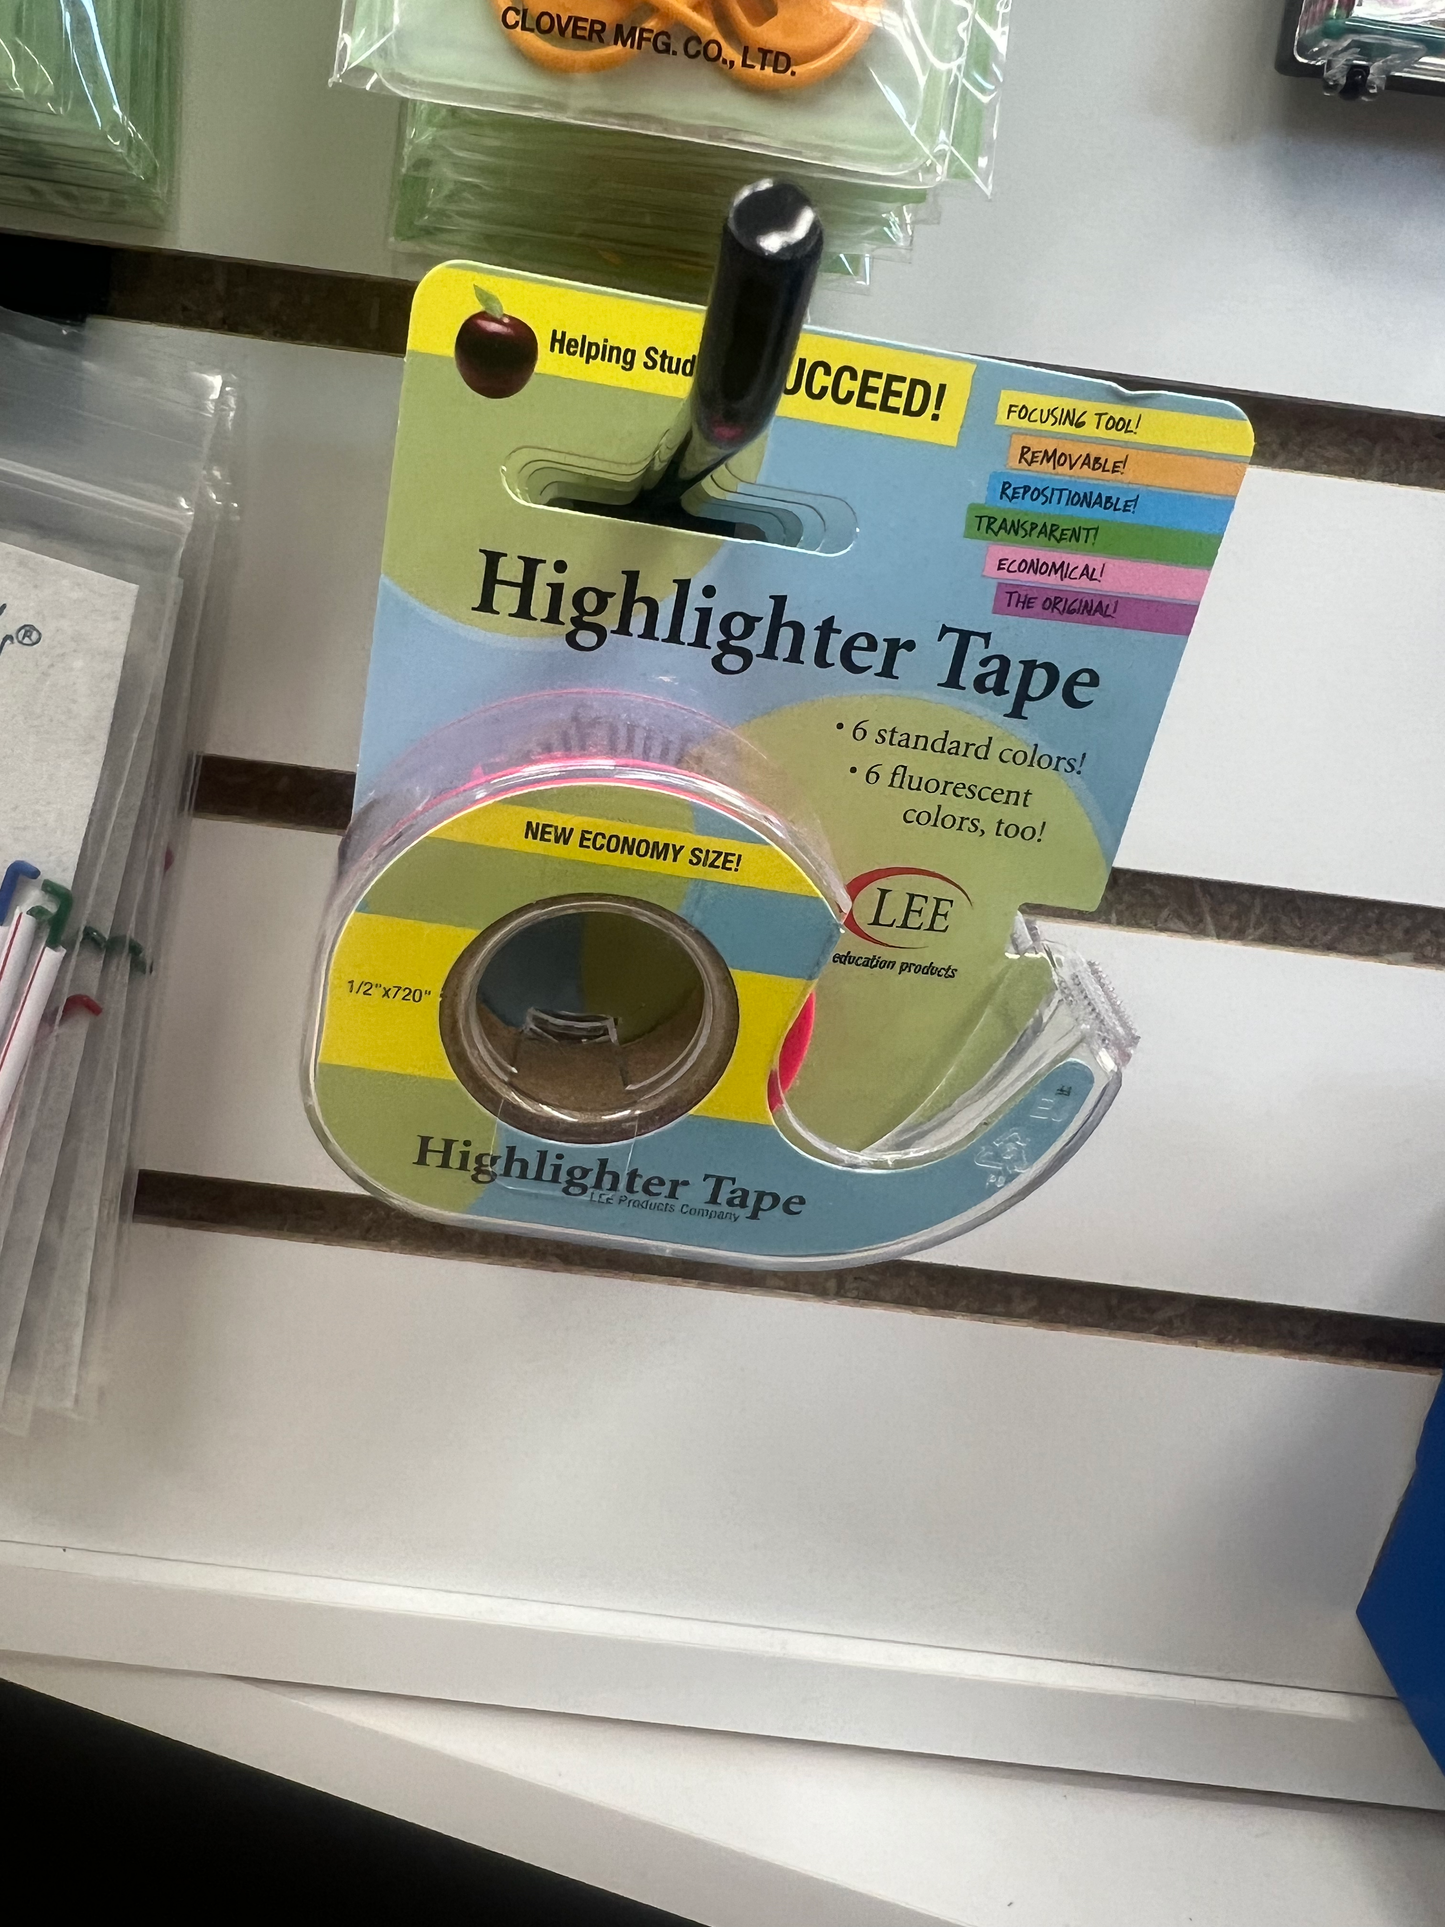 CLOVER MFG. CO., LTD.
Helping Stud UCCEED!
FOCUSING TOOL!
REMOVABLE!
REPOSITIONABLE!
TRANSPARENT!
ECONOMICAL!
THE ORIGINAL!
Highlighter Tape
• 6 standard colors!
• 6 fluorescent
colors, too!
NEW ECONOMY SIZE!
LEE
education products
1/2"x720"
Highlighter Tape
LEE Products Company
®